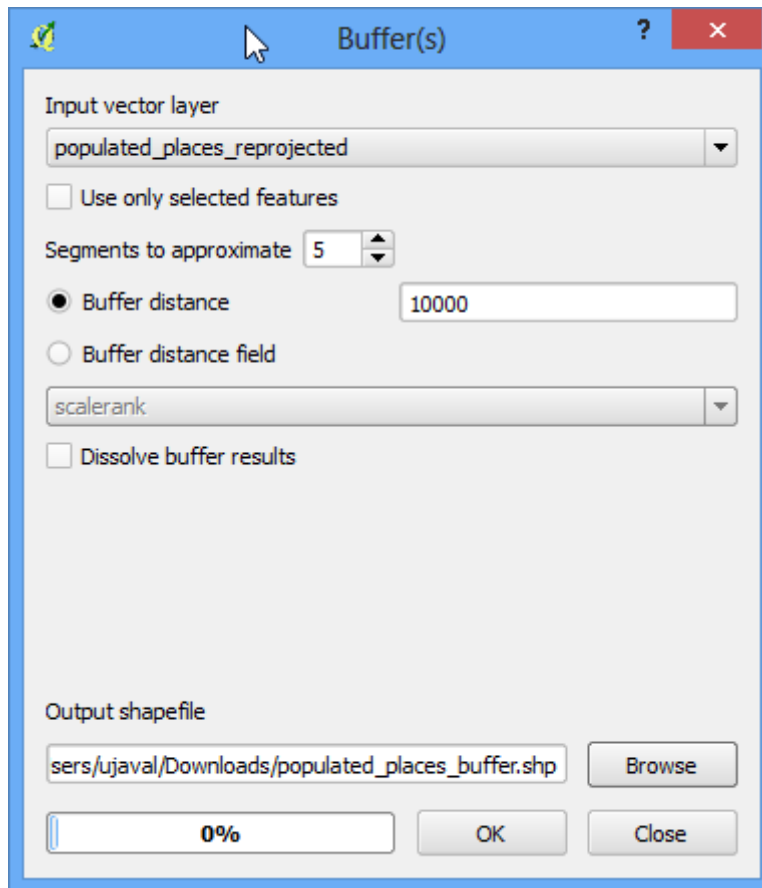 Buffer(s) ?
Input vector layer
populated_places_reprojected
Use only selected features
Segments to approximate 5
Buffer distance 10000
Buffer distance field
scalerank
Dissolve buffer results
Output shapefile
sers/ujaval/Downloads/populated_places_buffer.shp Browse
0% OK Close